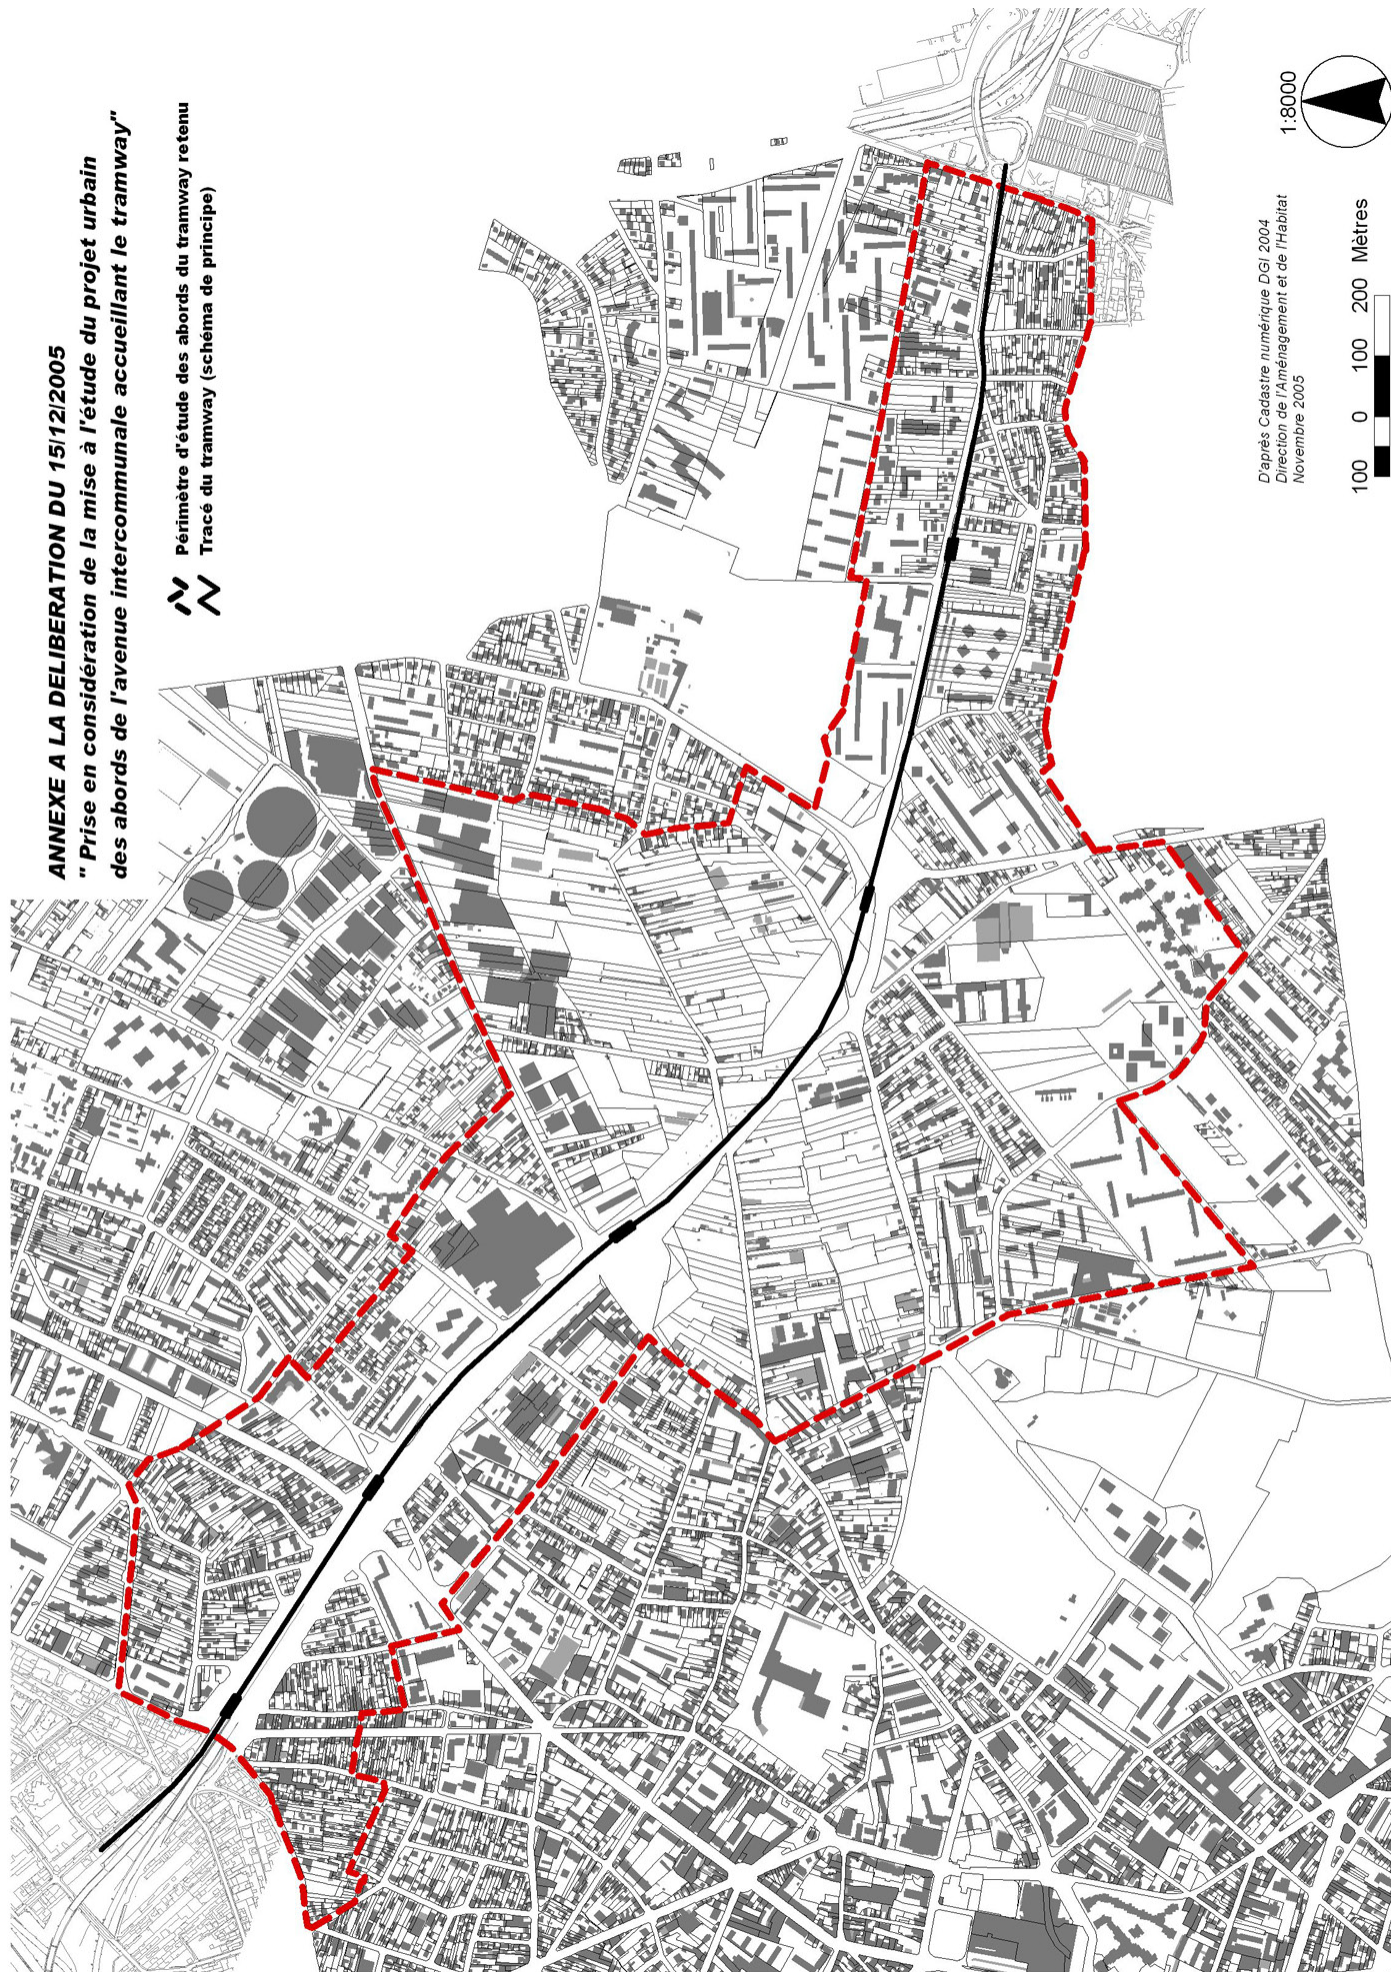 ANNEXE A LA DELIBERATION DU 15/12/2005
" Prise en considération de la mise à l'étude du projet urbain
des abords de l'avenue intercommunale accueillant le tramway"
Périmètre d'étude des abords du tramway retenu
Tracé du tramway (schéma de principe)
1:8000
D'après Cadastre numérique DGI 2004
Direction de l'Aménagement et de l'Habitat
Novembre 2005
100 0 100 200 Mètres